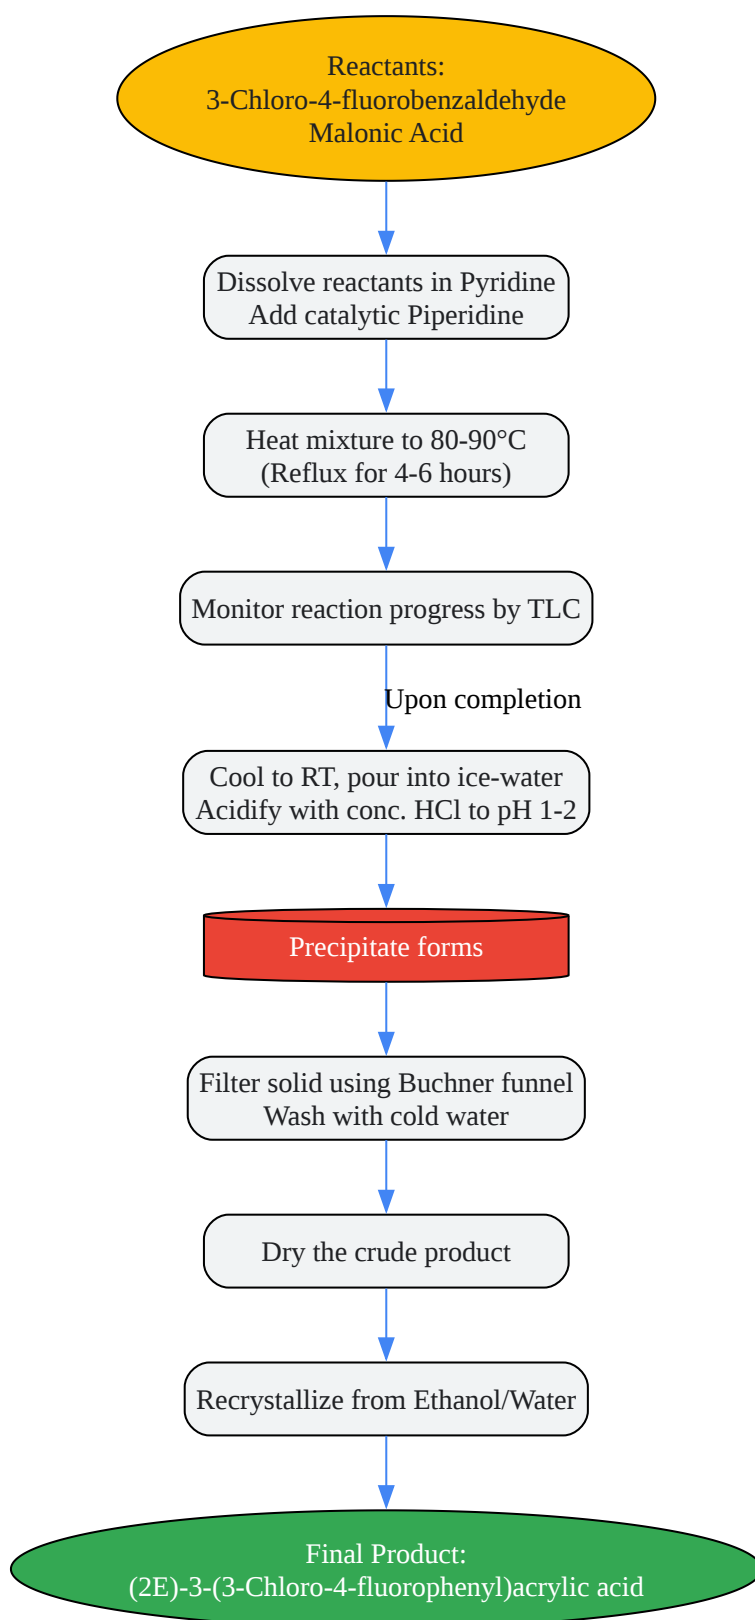 Reactants:
3-Chloro-4-fluorobenzaldehyde
Malonic Acid
Dissolve reactants in Pyridine
Add catalytic Piperidine
Heat mixture to 80-90°C
(Reflux for 4-6 hours)
Monitor reaction progress by TLC
Upon completion
Cool to RT, pour into ice-water
Acidify with conc. HCl to pH 1-2
Precipitate forms
Filter solid using Buchner funnel
Wash with cold water
Dry the crude product
Recrystallize from Ethanol/Water
Final Product:
(2E)-3-(3-Chloro-4-fluorophenyl)acrylic acid